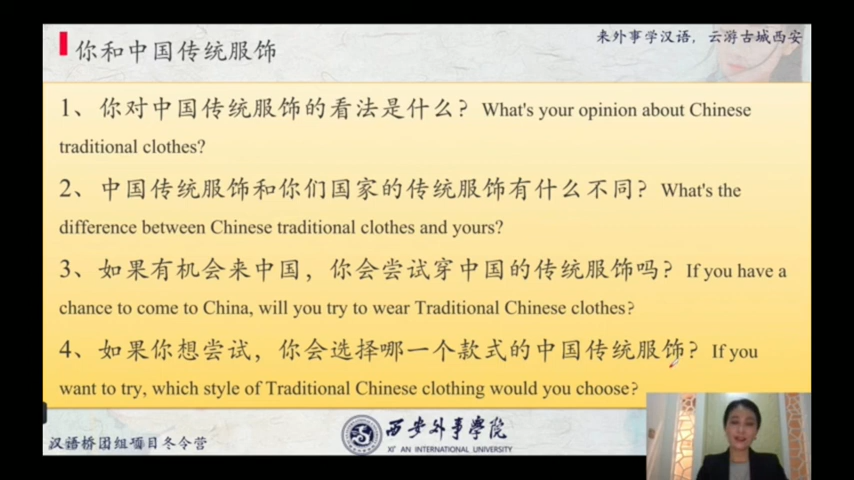 你和中国传统服饰
来外事学汉语，云游古城西安
1、你对中国传统服饰的看法是什么？What's your opinion about Chinese
traditional clothes?
2、中国传统服饰和你们国家的传统服饰有什么不同？What's the
difference between Chinese traditional clothes and yours?
3、如果有机会来中国，你会尝试穿中国的传统服饰吗？If you have a
chance to come to China, will you try to wear Traditional Chinese clothes?
4、如果你想尝试，你会选择哪一个款式的中国传统服饰？If you
want to try, which style of Traditional Chinese clothing would you choose?
汉语桥团组项目冬令营
西安外事学院
XI' AN INTERNATIONAL UNIVERSITY